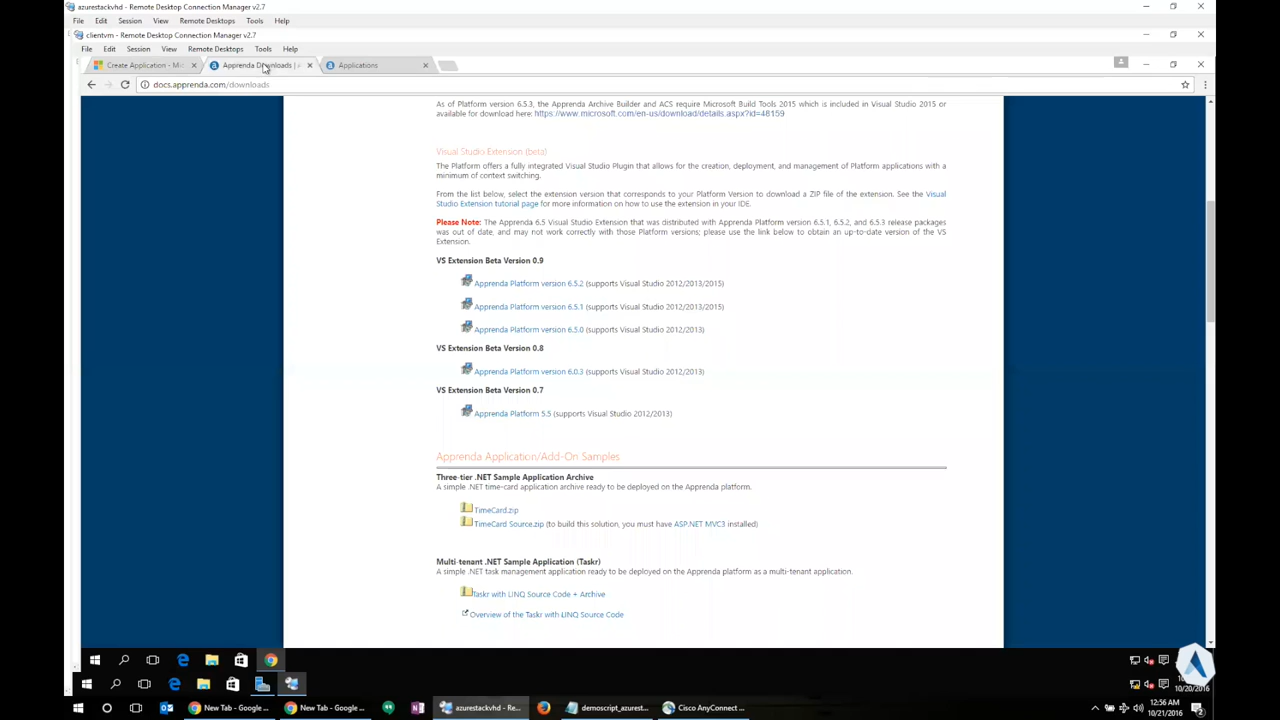 azurestackvhd - Remote Desktop Connection Manager v2.7
File Edit Session View Remote Desktops Tools Help
clientvm - Remote Desktop Connection Manager v2.7
File Edit Session View Remote Desktops Tools Help
Create Application - Mic Apprenda Downloads | A Applications
docs.apprenda.com/downloads
As of Platform version 6.5.3, the Apprenda Archive Builder and ACS require Microsoft Build Tools 2015 which is included in Visual Studio 2015 or
available for download here: https://www.microsoft.com/en-us/download/details.aspx?id=48159
Visual Studio Extension (beta)
The Platform offers a fully integrated Visual Studio Plugin that allows for the creation, deployment, and management of Platform applications with a
minimum of context switching.
From the list below, select the extension version that corresponds to your Platform Version to download a ZIP file of the extension. See the Visual
Studio Extension tutorial page for more information on how to use the extension in your IDE.
Please Note: The Apprenda 6.5 Visual Studio Extension that was distributed with Apprenda Platform version 6.5.1, 6.5.2, and 6.5.3 release packages
was out of date, and may not work correctly with those Platform versions; please use the link below to obtain an up-to-date version of the VS
Extension.
VS Extension Beta Version 0.9
Apprenda Platform version 6.5.2 (supports Visual Studio 2012/2013/2015)
Apprenda Platform version 6.5.1 (supports Visual Studio 2012/2013/2015)
Apprenda Platform version 6.5.0 (supports Visual Studio 2012/2013)
VS Extension Beta Version 0.8
Apprenda Platform version 6.0.3 (supports Visual Studio 2012/2013)
VS Extension Beta Version 0.7
Apprenda Platform 5.5 (supports Visual Studio 2012/2013)
Apprenda Application/Add-On Samples
Three-tier .NET Sample Application Archive
A simple .NET time-card application archive ready to be deployed on the Apprenda platform.
TimeCard.zip
TimeCard Source.zip (to build this solution, you must have ASP.NET MVC3 installed)
Multi-tenant .NET Sample Application (Taskr)
A simple .NET task management application ready to be deployed on the Apprenda platform as a multi-tenant application.
Taskr with LINQ Source Code + Archive
Overview of the Taskr with LINQ Source Code
10/20/2016
New Tab - Google ... New Tab - Google ... azurestackvhd - Re... demoscript_azurest... Cisco AnyConnect ...
12:56 AM
10/21/2016